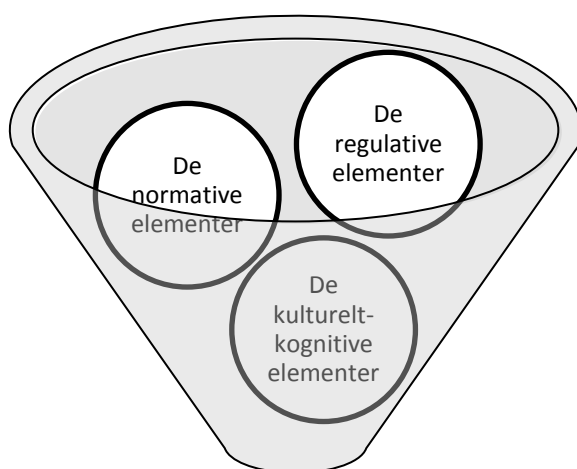 De
normative
elementer
De
regulative
elementer
De
kulturelt-
kognitive
elementer